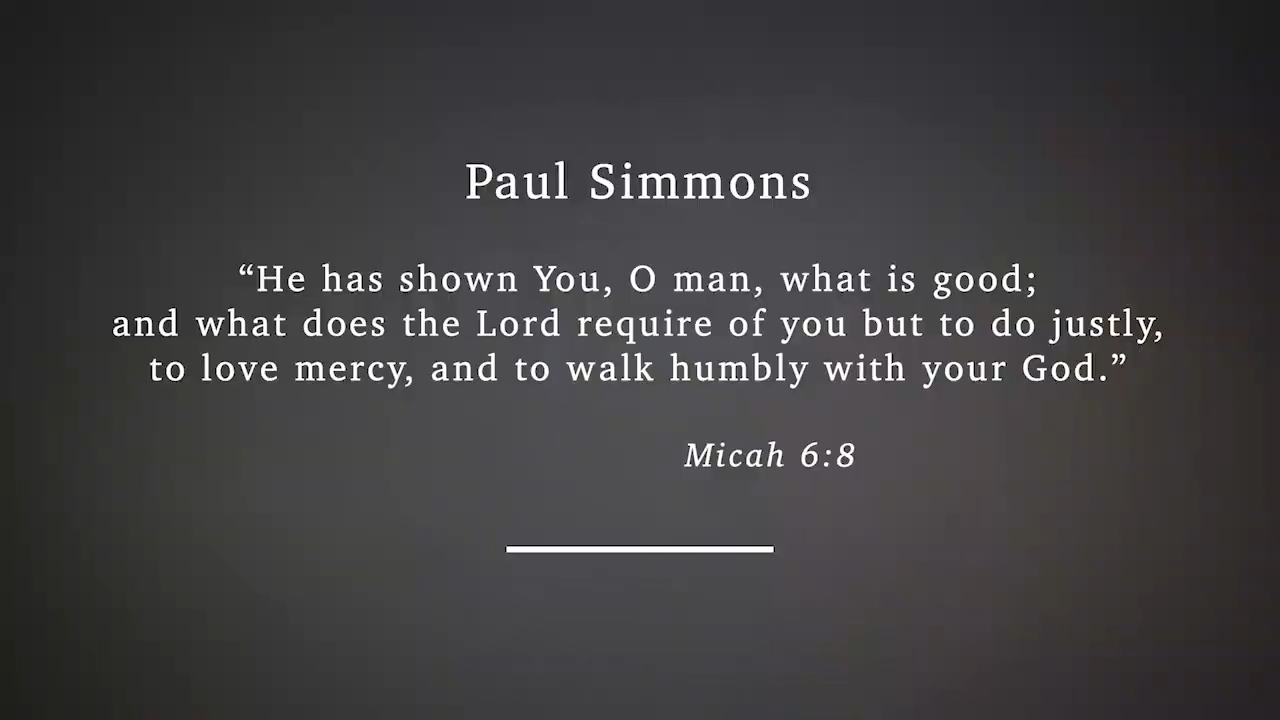 Paul Simmons
“He has shown You, O man, what is good;
and what does the Lord require of you but to do justly,
to love mercy, and to walk humbly with your God.”
Micah 6:8